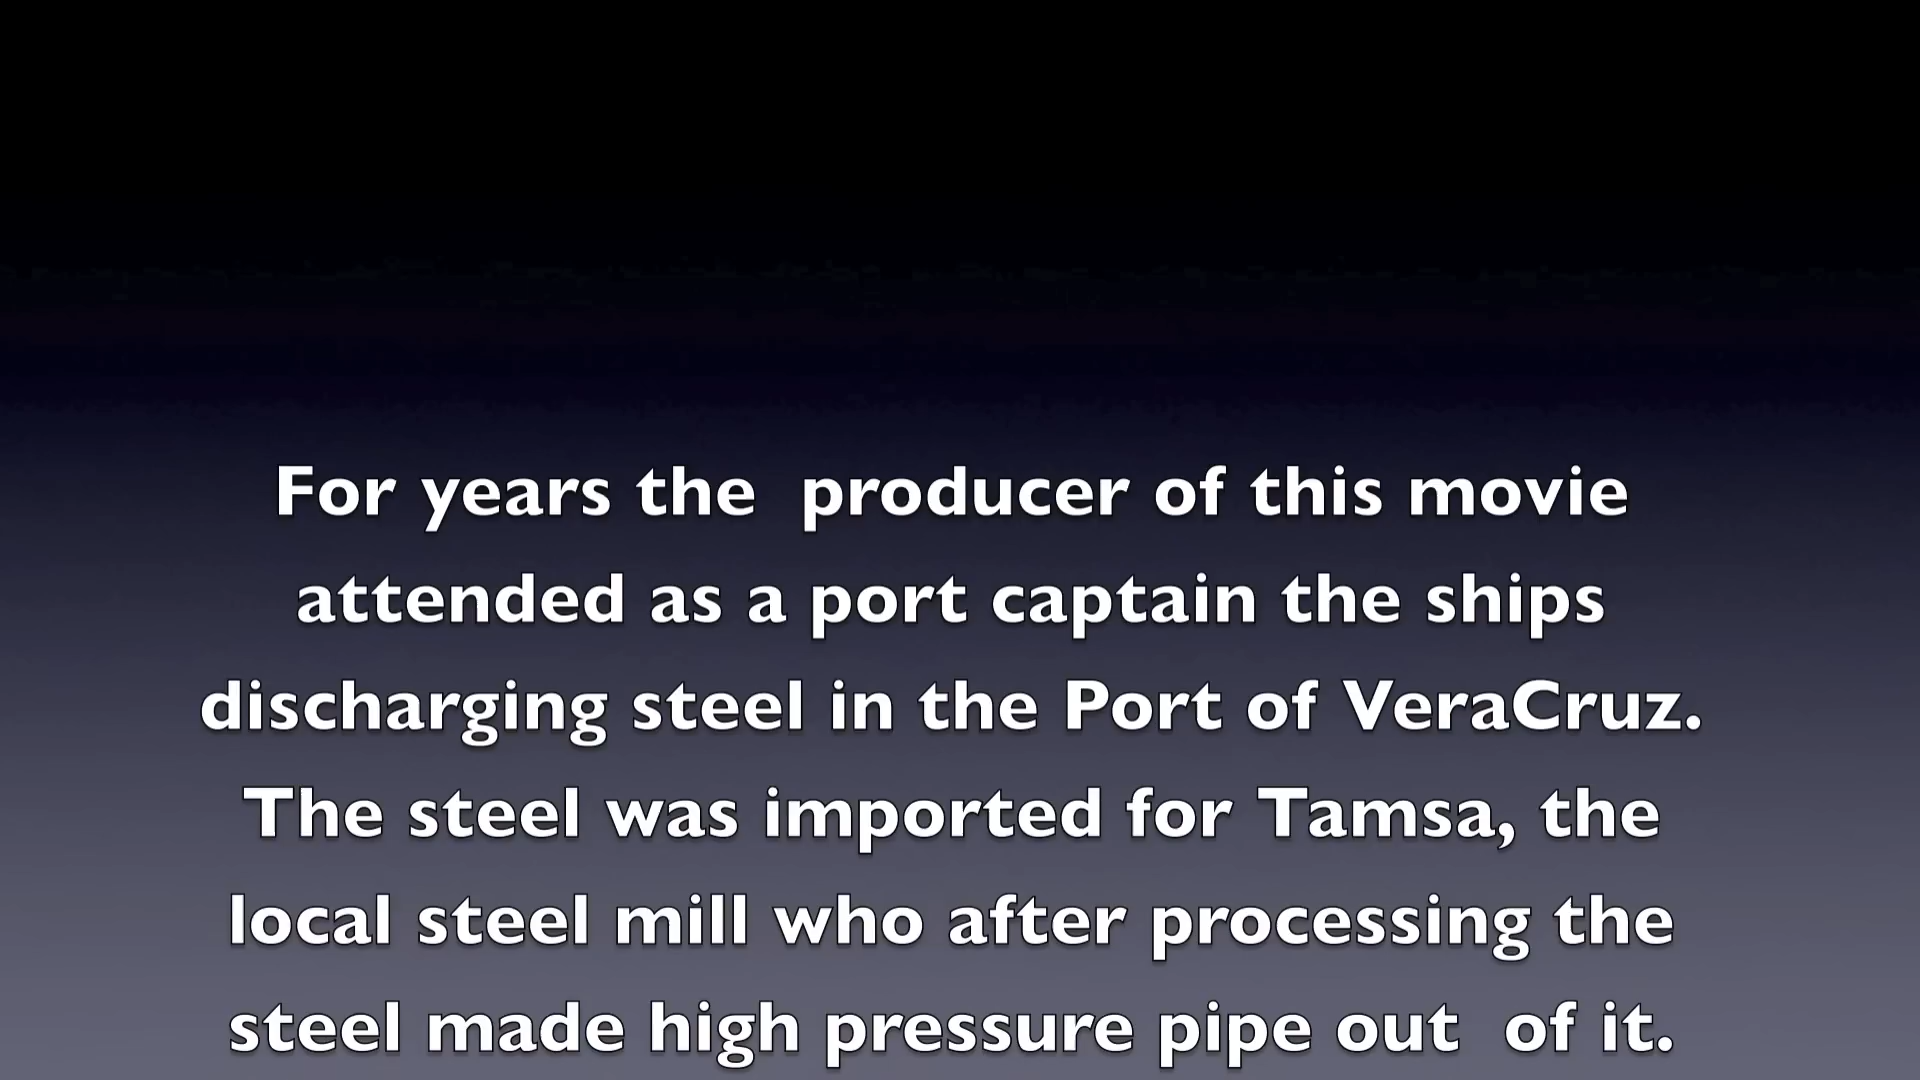 For years the  producer of this movie
attended as a port captain the ships
discharging steel in the Port of VeraCruz.
The steel was imported for Tamsa, the
local steel mill who after processing the
steel made high pressure pipe out  of it.